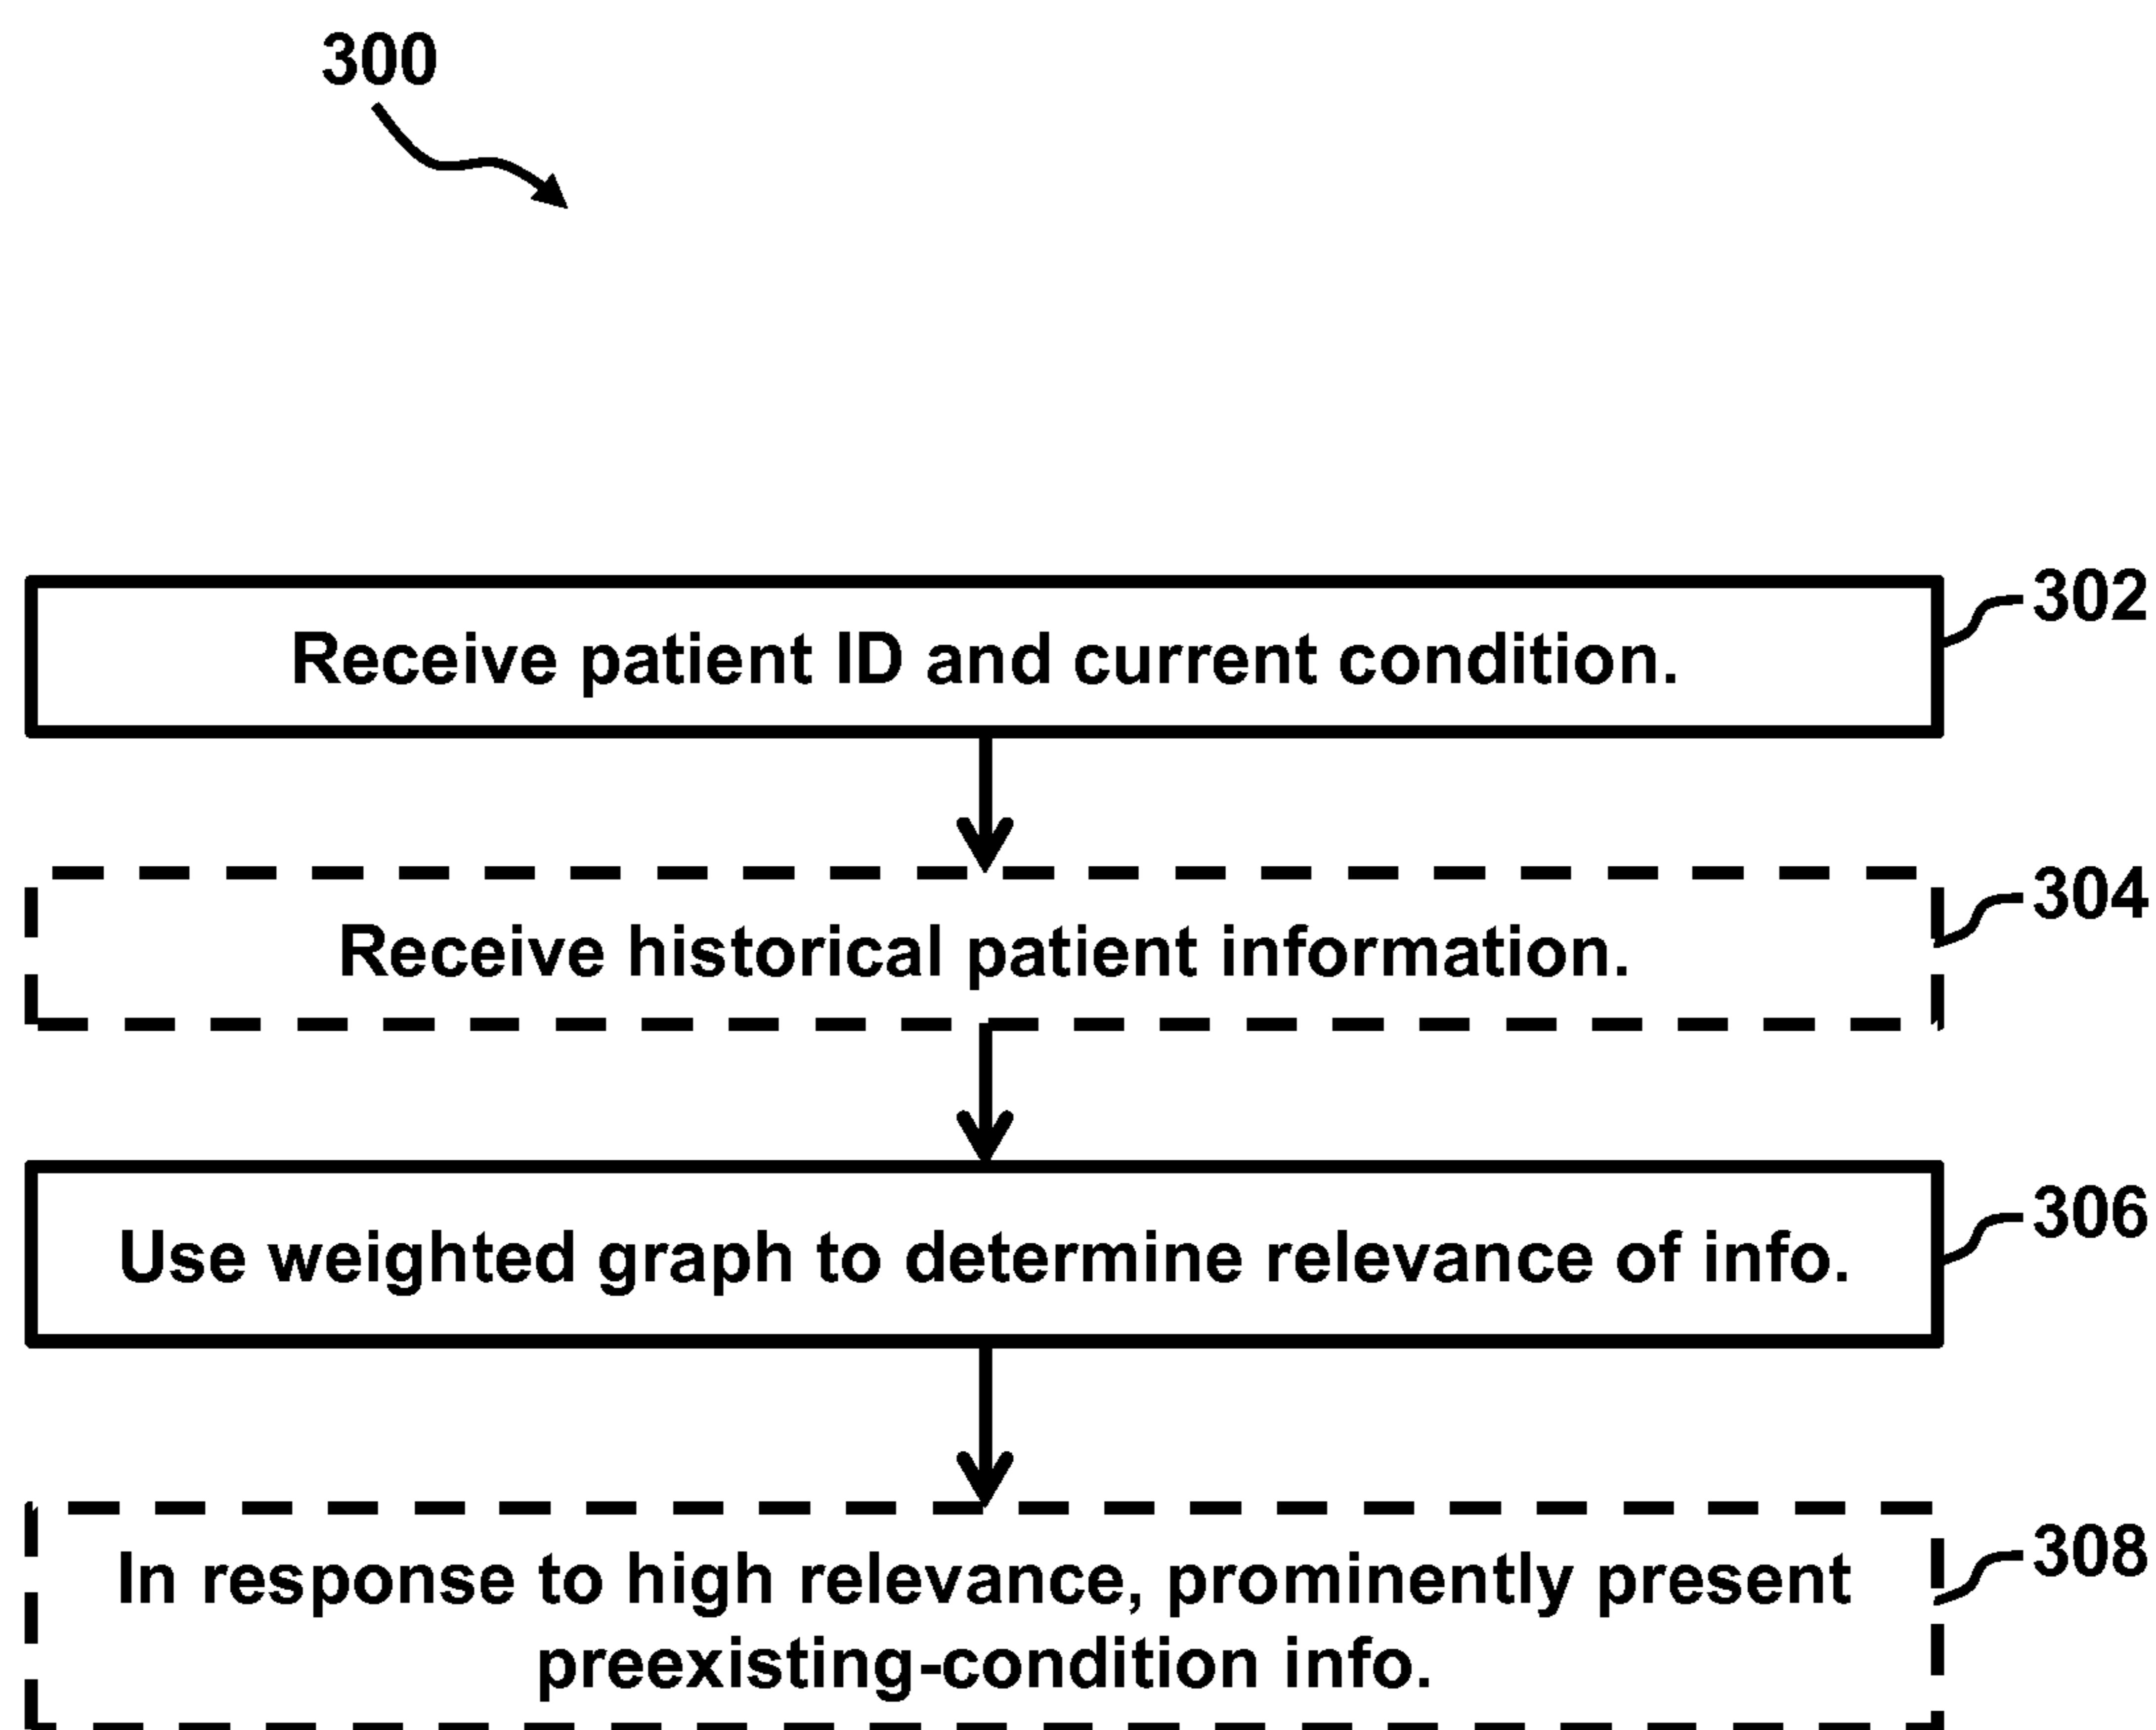 300
302
Receive patient ID and current condition.
304
Receive historical patient information.
306
Use weighted graph to determine relevance of info.
308
In response to high relevance, prominently present
preexisting-condition info.